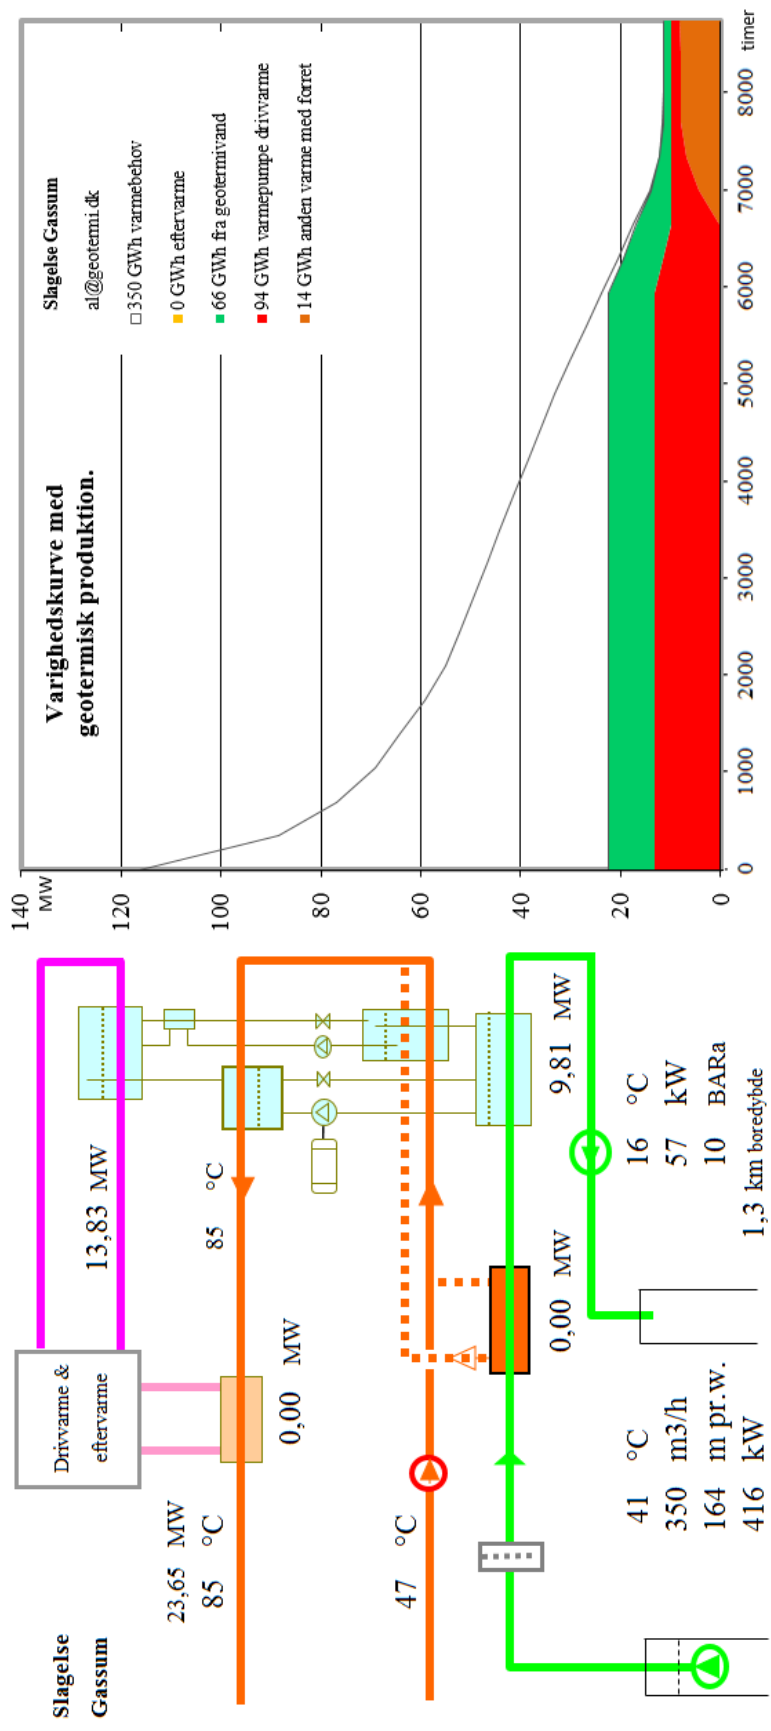 Slagelse
Gassum
23,65 MW
85 °C
Drivvarme &
eftervarme
13,83 MW
0,00 MW
85 °C
47 °C
0,00 MW
9,81 MW
41 °C
350 m3/h
164 m pr.w.
416 kW
16 °C
57 kW
10 BARa
1,3 km boredybde
Varighedskurve med
geotermisk produktion.
Slagelse Gassum
al@geotermi.dk
350 GWh varmebehov
0 GWh eftervarme
66 GWh fra geotermivand
94 GWh varmepumpe drivvarme
14 GWh anden varme med forret
140
MW
120
100
80
60
40
20
0
0
1000
2000
3000
4000
5000
6000
7000
8000
timer